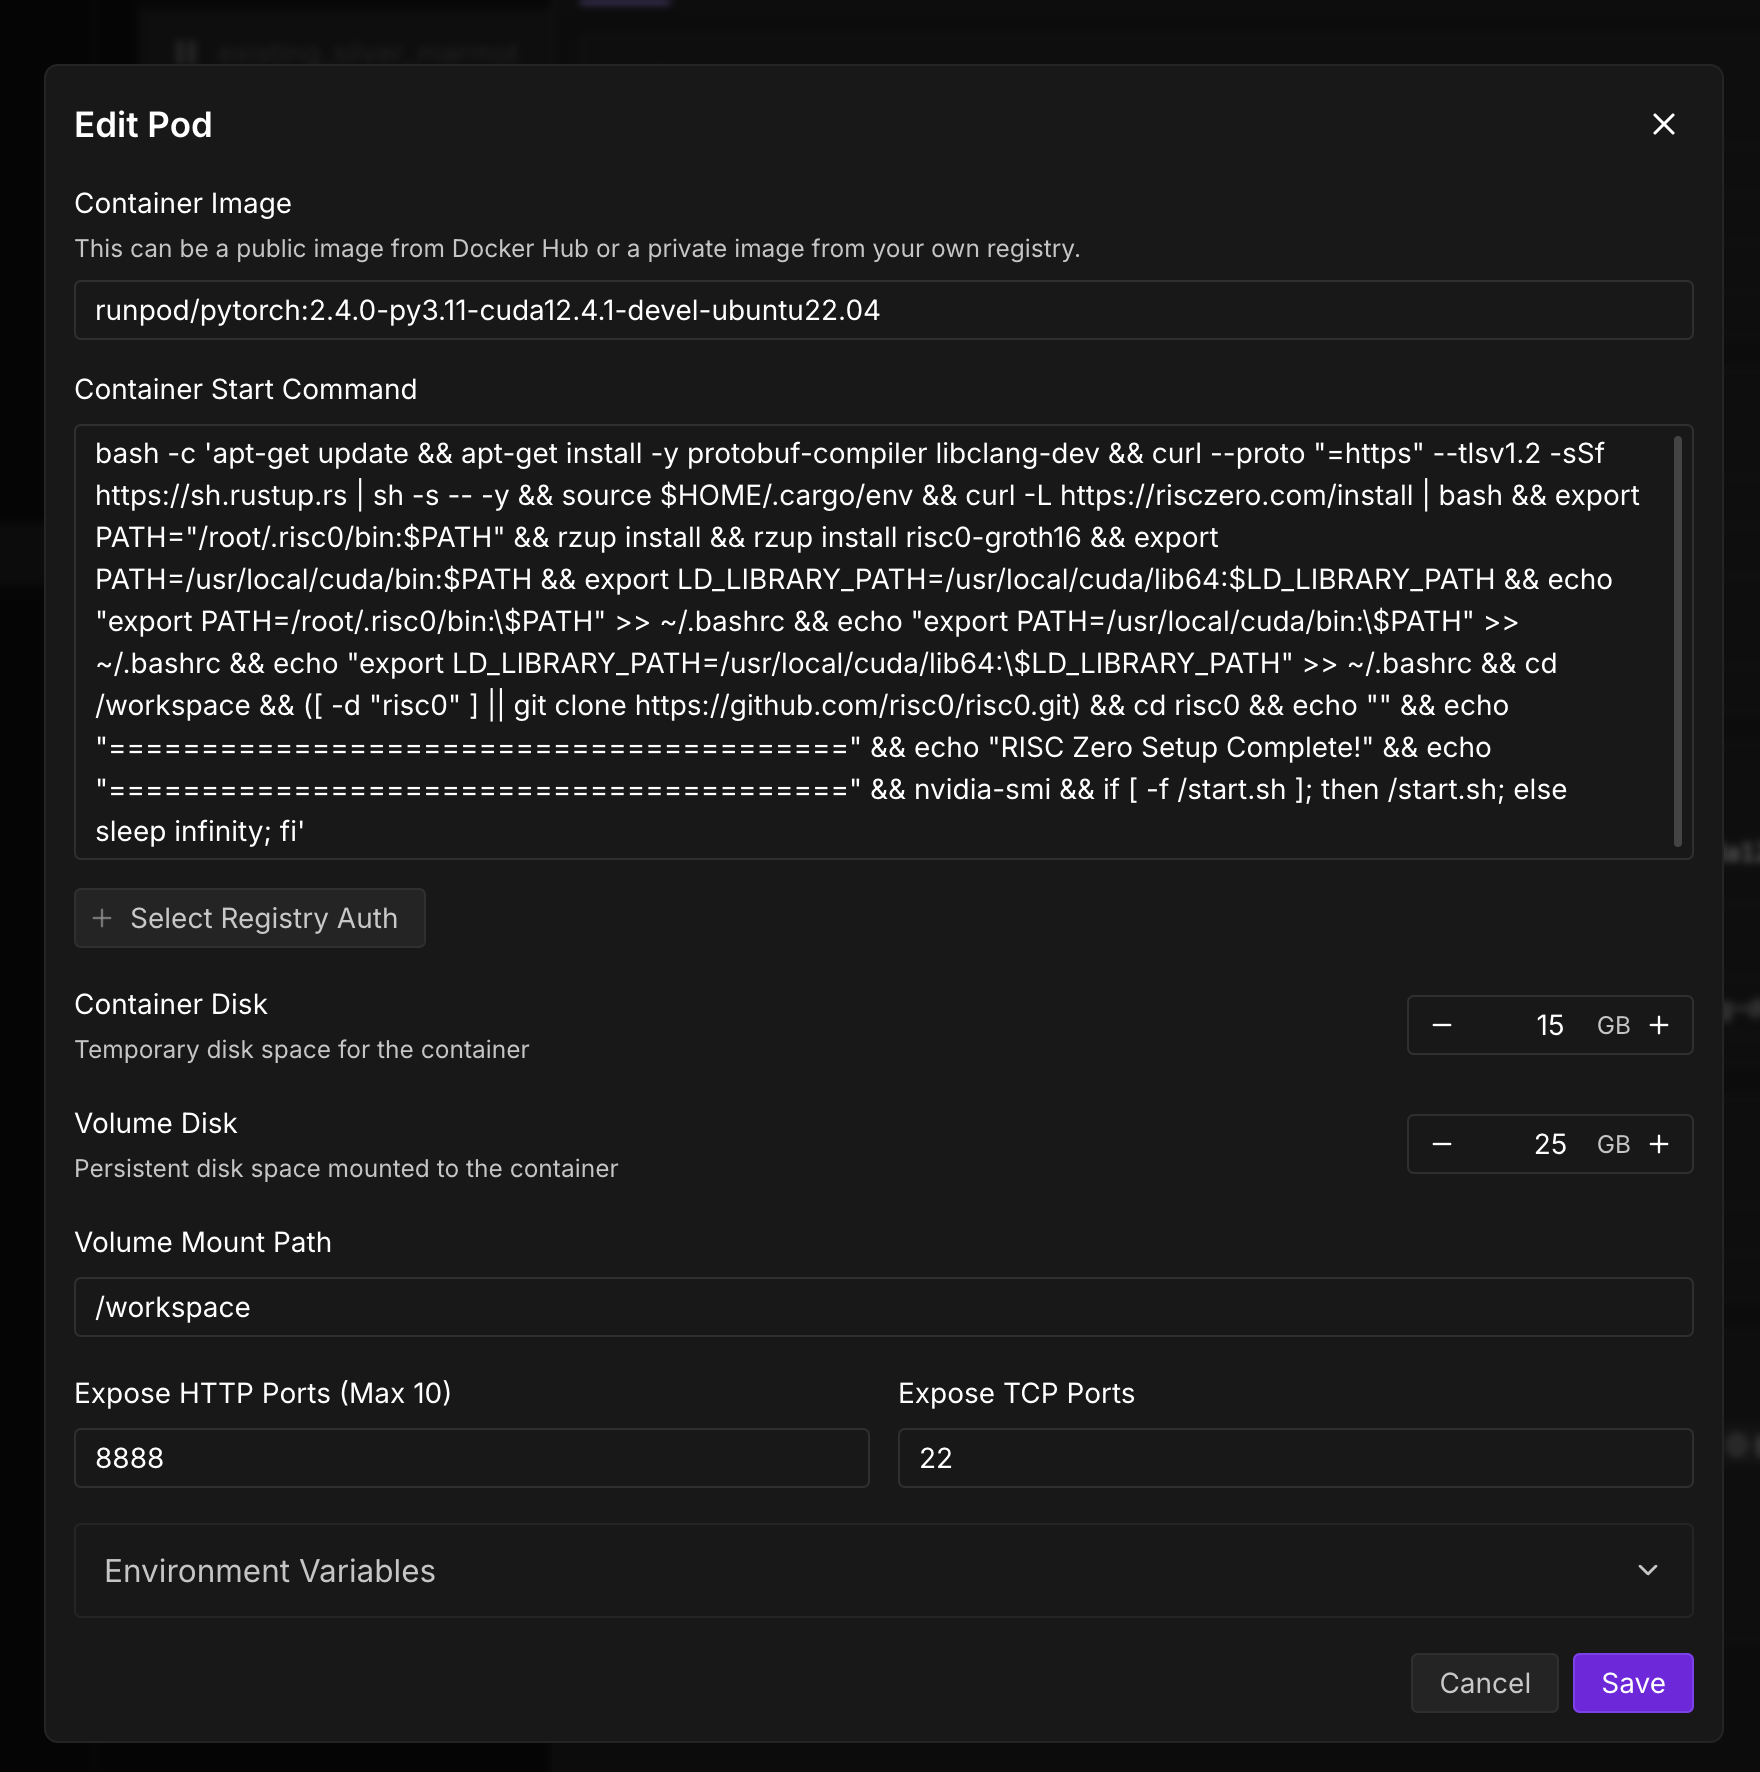 Edit Pod
Container Image
This can be a public image from Docker Hub or a private image from your own registry.
runpod/pytorch:2.4.0-py3.11-cuda12.4.1-devel-ubuntu22.04
Container Start Command
bash -c 'apt-get update && apt-get install -y protobuf-compiler libclang-dev && curl --proto "=https" --tlsv1.2 -sSf
https://sh.rustup.rs | sh -s -- -y && source $HOME/.cargo/env && curl -L https://risczero.com/install | bash && export
PATH="/root/.risc0/bin:$PATH" && rzup install && rzup install risc0-groth16 && export
PATH=/usr/local/cuda/bin:$PATH && export LD_LIBRARY_PATH=/usr/local/cuda/lib64:$LD_LIBRARY_PATH && echo
"export PATH=/root/.risc0/bin:\$PATH" >> ~/.bashrc && echo "export PATH=/usr/local/cuda/bin:\$PATH" >>
~/.bashrc && echo "export LD_LIBRARY_PATH=/usr/local/cuda/lib64:\$LD_LIBRARY_PATH" >> ~/.bashrc && cd
/workspace && ([ -d "risc0" ] || git clone https://github.com/risc0/risc0.git) && cd risc0 && echo "" && echo
"========================================" && echo "RISC Zero Setup Complete!" && echo
"========================================" && nvidia-smi && if [ -f /start.sh ]; then /start.sh; else
sleep infinity; fi'
+ Select Registry Auth
Container Disk
15 GB
Temporary disk space for the container
Volume Disk
25 GB
Persistent disk space mounted to the container
Volume Mount Path
/workspace
Expose HTTP Ports (Max 10)
Expose TCP Ports
8888
22
Environment Variables
Cancel
Save